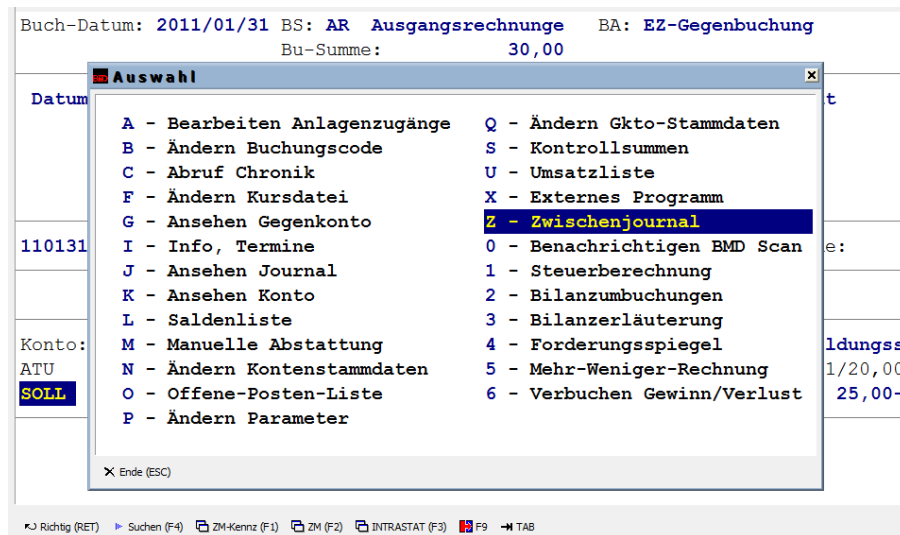 Buch-Datum: 2011/01/31 BS: AR Ausgangsrechnunge BA: EZ-Gegenbuchung
Bu-Summe: 30,00
Auswahl
Datum
t
A - Bearbeiten Anlagenzugänge
B - Ändern Buchungscode
C - Abruf Chronik
F - Ändern Kursdatei
G - Ansehen Gegenkonto
I - Info, Termine
J - Ansehen Journal
K - Ansehen Konto
L - Saldenliste
M - Manuelle Abstattung
N - Ändern Kontenstammdaten
O - Offene-Posten-Liste
P - Ändern Parameter
Q - Ändern Gkto-Stammdaten
S - Kontrollsummen
U - Umsatzliste
X - Externes Programm
Z - Zwischenjournal
0 - Benachrichtigen BMD Scan
1 - Steuerberechnung
2 - Bilanzumbuchungen
3 - Bilanzerläuterung
4 - Forderungsspiegel
5 - Mehr-Weniger-Rechnung
6 - Verbuchen Gewinn/Verlust
110131
e:
Konto:
ldungss
ATU
1/20,00
SOLL
25,00-
Ende (ESC)
Richtig (RET) Suchen (F4) ZM-Kennz (F1) ZM (F2) INTRASTAT (F3) F9 TAB